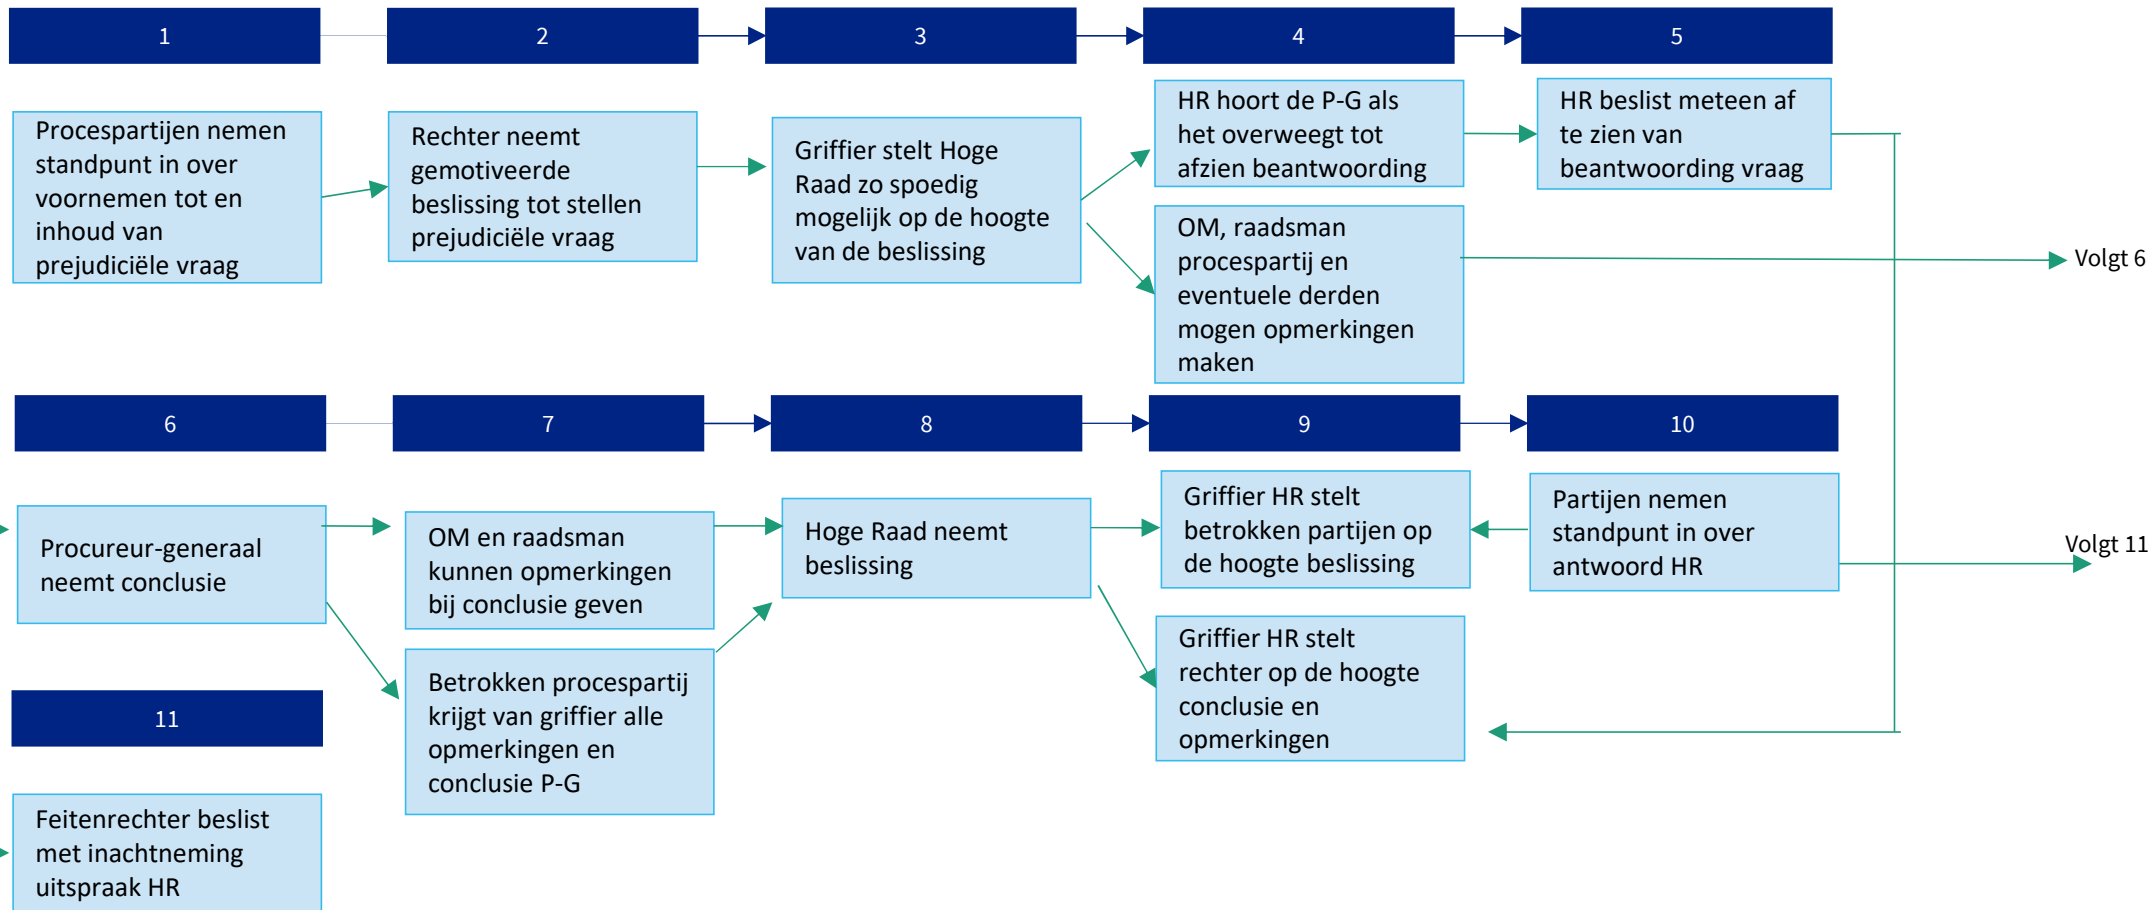 1
2
3
4
5
Procespartijen nemen
standpunt in over
voornemen tot en
inhoud van
prejudiciële vraag
Rechter neemt
gemotiveerde
beslissing tot stellen
prejudiciële vraag
Griffier stelt Hoge
Raad zo spoedig
mogelijk op de hoogte
van de beslissing
HR hoort de P-G als
het overweegt tot
afzien beantwoording
HR beslist meteen af
te zien van
beantwoording vraag
OM, raadsman
procespartij en
eventuele derden
mogen opmerkingen
maken
Volgt 6
6
7
8
9
10
Procureur-generaal
neemt conclusie
OM en raadsman
kunnen opmerkingen
bij conclusie geven
Betrokken procespartij
krijgt van griffier alle
opmerkingen en
conclusie P-G
Hoge Raad neemt
beslissing
Griffier HR stelt
betrokken partijen op
de hoogte beslissing
Griffier HR stelt
rechter op de hoogte
conclusie en
opmerkingen
Partijen nemen
standpunt in over
antwoord HR
Volgt 11
11
Feitenrechter beslist
met inachtneming
uitspraak HR